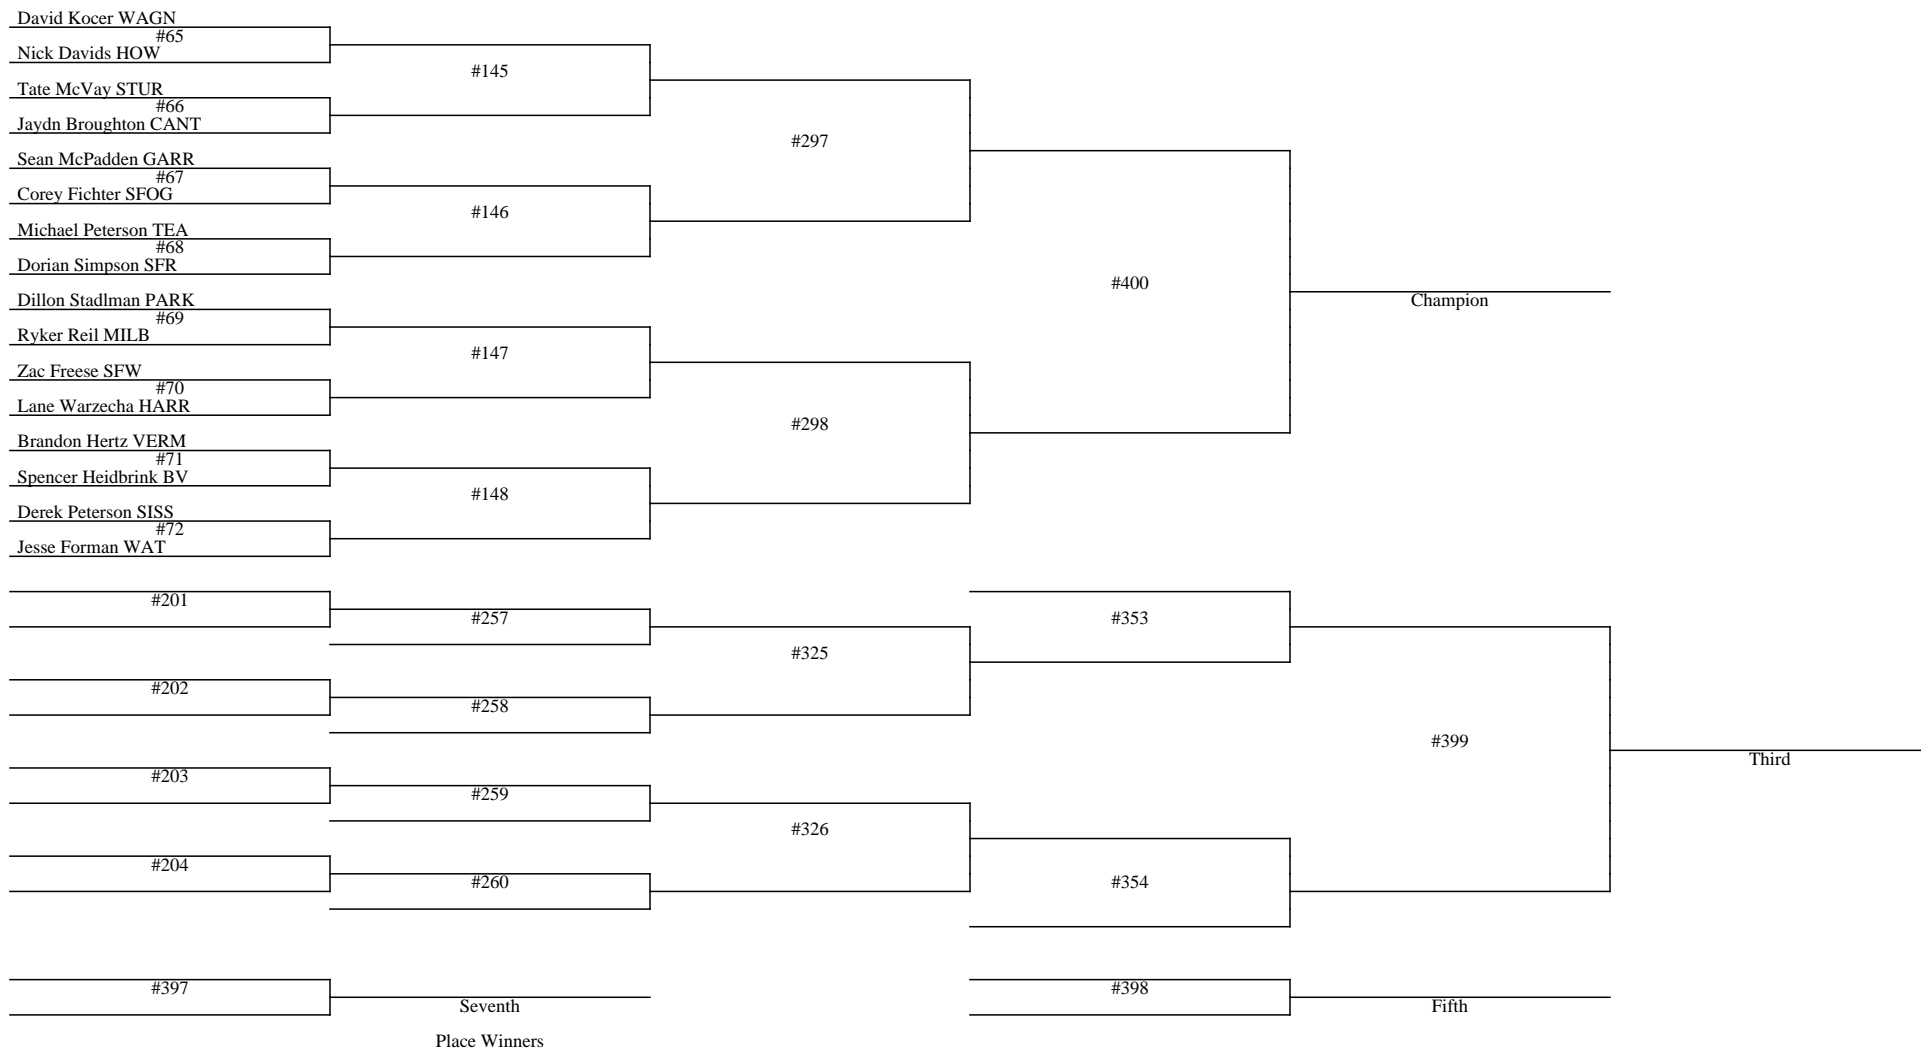 David Kocer WAGN
#65
Nick Davids HOW
#145
Tate McVay STUR
#66
Jaydn Broughton CANT
#297
Sean McPadden GARR
#67
Corey Fichter SFOG
#146
Michael Peterson TEA
#68
Dorian Simpson SFR
#400
Champion
Dillon Stadlman PARK
#69
Ryker Reil MILB
#147
Zac Freese SFW
#70
Lane Warzecha HARR
#298
Brandon Hertz VERM
#71
Spencer Heidbrink BV
#148
Derek Peterson SISS
#72
Jesse Forman WAT
#201
#257
#353
#325
#202
#258
#399
Third
#203
#259
#326
#204
#260
#354
#397
Seventh
#398
Fifth
Place Winners